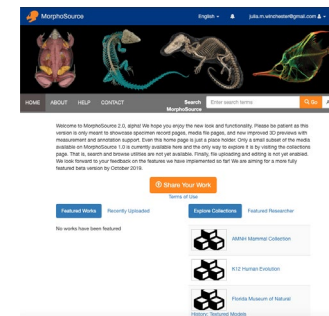 MorphoSource
English
julia.m.winchester@gmail.com
HOME ABOUT HELP CONTACT
Search MorphoSource
Enter search terms
Go
Welcome to MorphoSource 2.0, alpha! We hope you enjoy the new look and functionality. Please be patient as this
version is only meant to showcase specimen record pages, media file pages, and new improved 3D previews with
measurement and annotation support. Even this home page is just a place holder. Only a small subset of the media
available on MorphoSource 1.0 is currently available here and the only way to explore it is by visiting the collections
page. That is, search and browse utilities are not yet available. Finally, file uploading and editing is not yet enabled.
We look forward to your feedback on the features we have implemented so far! We are aiming for a more fully
featured beta version by October 2019.
Share Your Work
Terms of Use
Featured Works Recently Uploaded
Explore Collections Featured Researcher
No works have been featured
AMNH Mammal Collection
K12 Human Evolution
Florida Museum of Natural
History: Textured Models